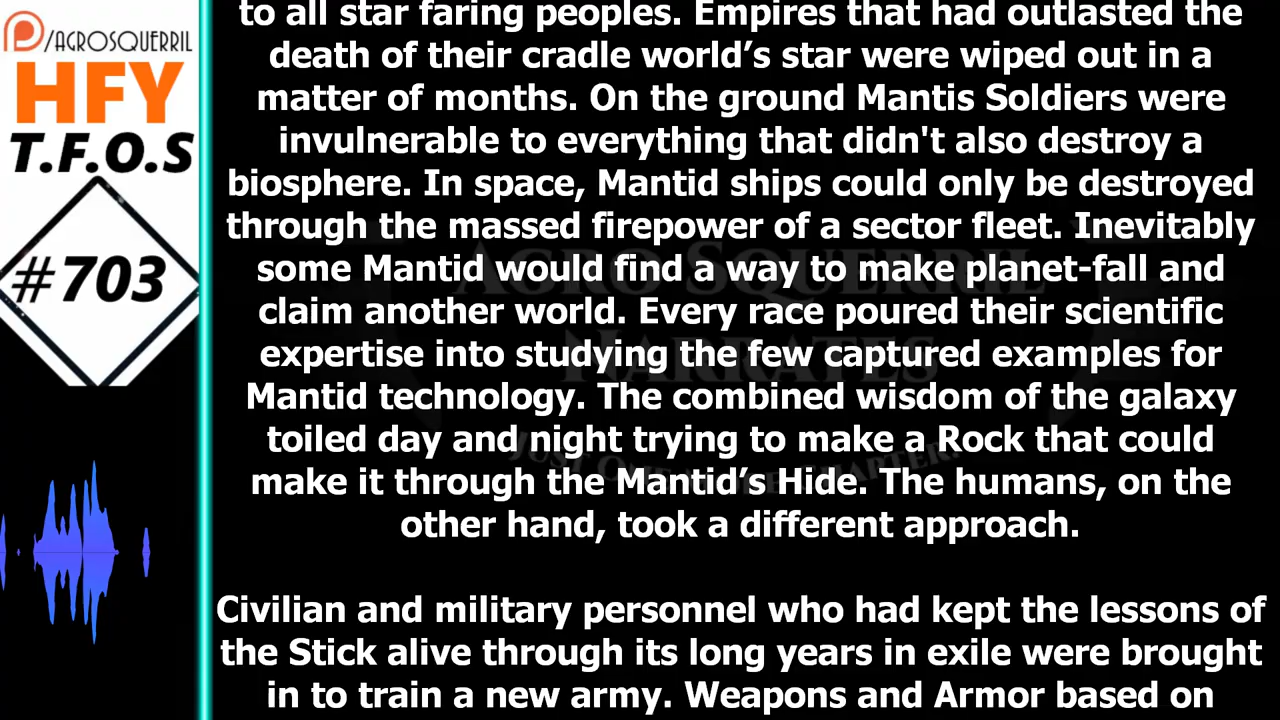 /AGROSQUERRIL
HFY
T.F.O.S
#703
to all star faring peoples. Empires that had outlasted the
death of their cradle world’s star were wiped out in a
matter of months. On the ground Mantis Soldiers were
invulnerable to everything that didn't also destroy a
biosphere. In space, Mantid ships could only be destroyed
through the massed firepower of a sector fleet. Inevitably
some Mantid would find a way to make planet-fall and
claim another world. Every race poured their scientific
expertise into studying the few captured examples for
Mantid technology. The combined wisdom of the galaxy
toiled day and night trying to make a Rock that could
make it through the Mantid’s Hide. The humans, on the
other hand, took a different approach.
Civilian and military personnel who had kept the lessons of
the Stick alive through its long years in exile were brought
in to train a new army. Weapons and Armor based on
AGRO SQUERRIL
NARRATES